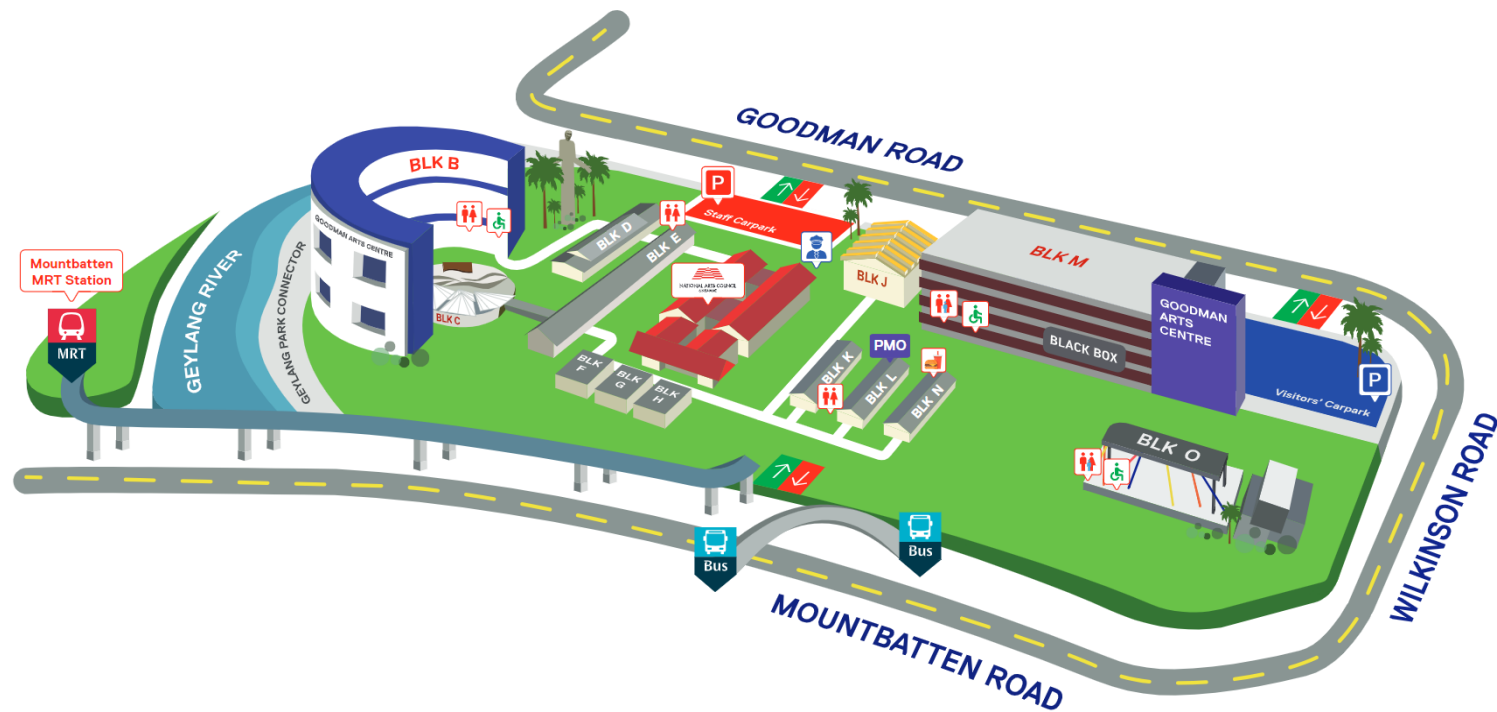 GOODMAN ROAD
BLK B
GOODMAN ARTS CENTRE
P
Staff Carpark
BLK D
BLK E
NATIONAL ARTS COUNCIL
BLK J
BLK M
GOODMAN
ARTS
CENTRE
BLACK BOX
Mountbatten
MRT Station
MRT
GEYLANG RIVER
GEYLANG PARK CONNECTOR
BLK C
BLK
F
BLK
G
BLK
H
BLK K
PMO
BLK L
BLK N
P
Visitors' Carpark
BLK O
WILKINSON ROAD
Bus
Bus
MOUNTBATTEN ROAD